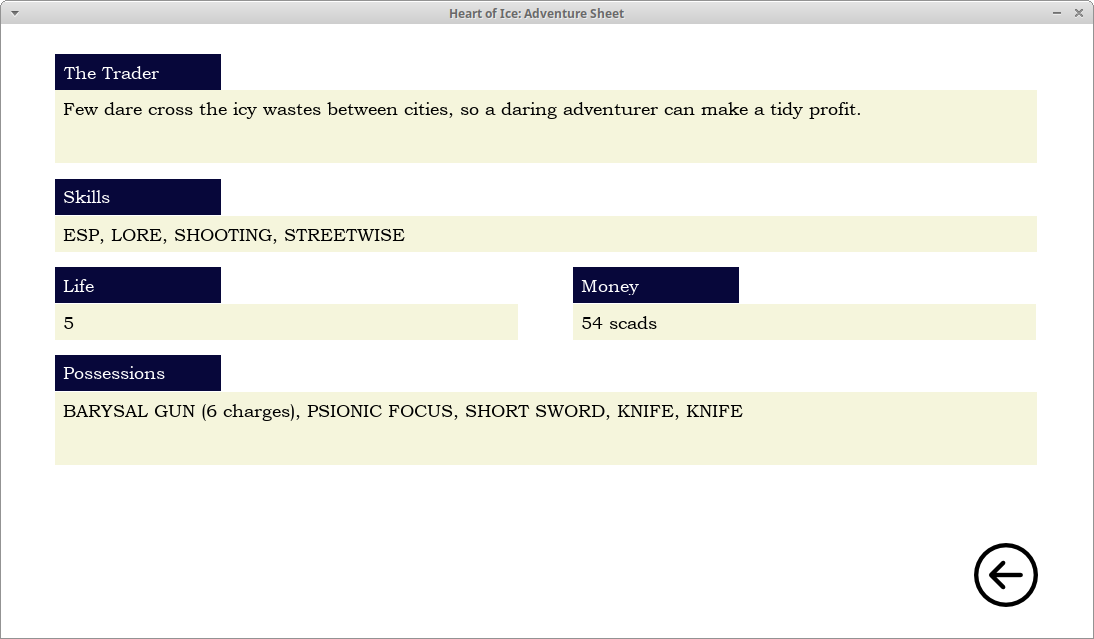 Heart of Ice: Adventure Sheet
The Trader
Few dare cross the icy wastes between cities, so a daring adventurer can make a tidy profit.
Skills
ESP, LORE, SHOOTING, STREETWISE
Life
5
Money
54 scads
Possessions
BARYSAL GUN (6 charges), PSIONIC FOCUS, SHORT SWORD, KNIFE, KNIFE